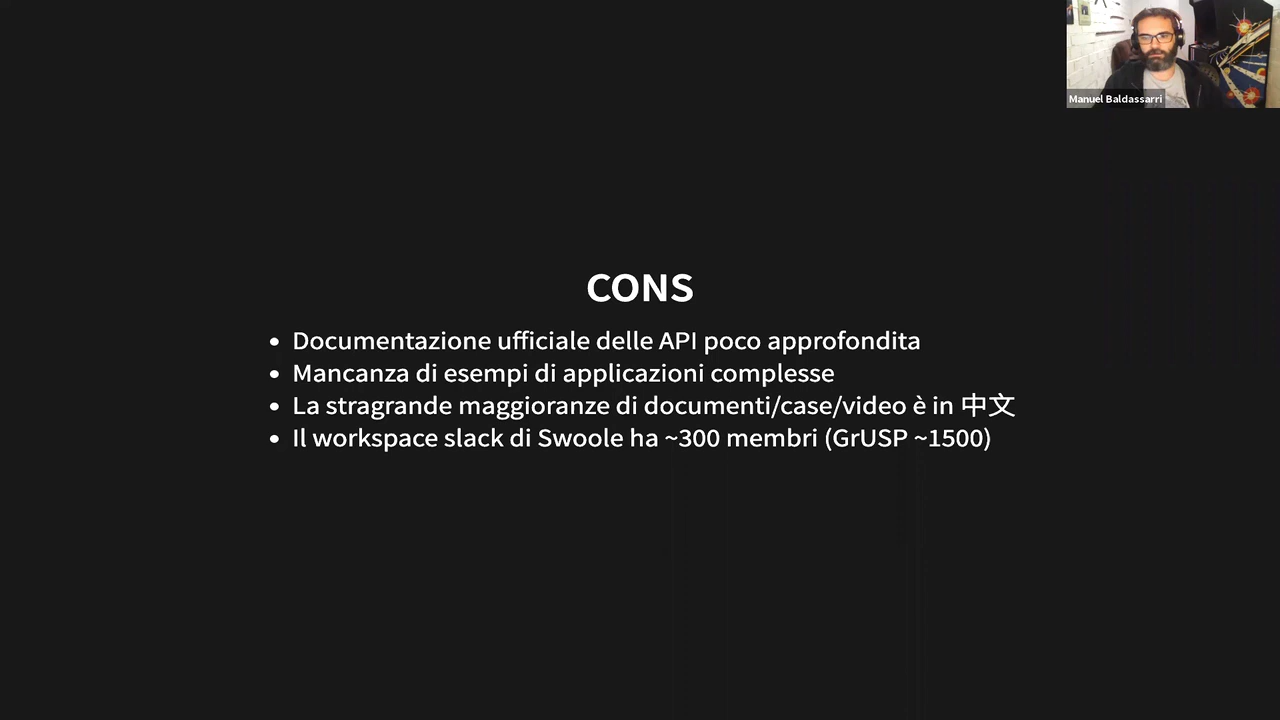 Manuel Baldassarri
CONS
Documentazione ufficiale delle API poco approfondita
Mancanza di esempi di applicazioni complesse
La stragrande maggioranze di documenti/case/video è in 中文
Il workspace slack di Swoole ha ~300 membri (GrUSP ~1500)